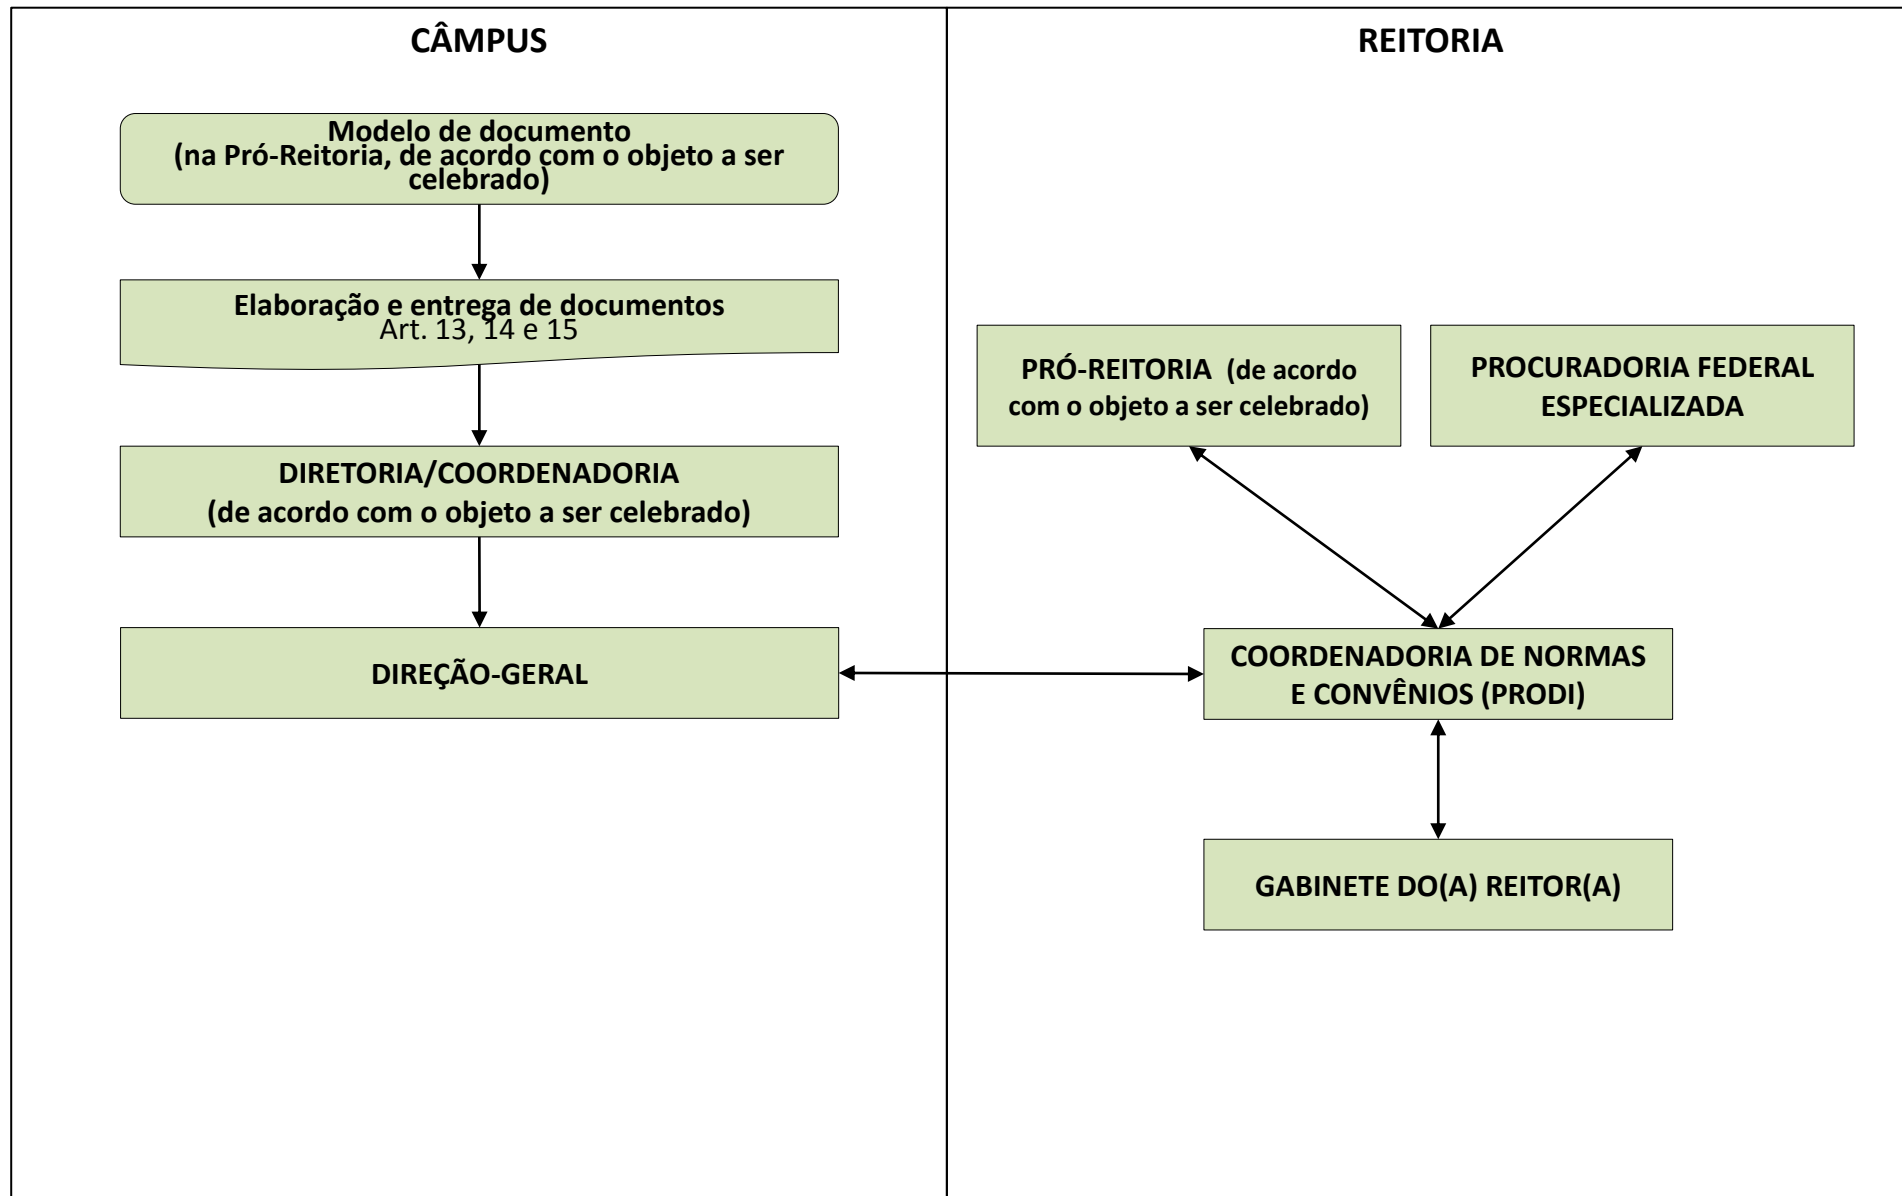 CÂMPUS
Modelo de documento
(na Pró-Reitoria, de acordo com o objeto a ser
celebrado)
Elaboração e entrega de documentos
Art. 13, 14 e 15
DIRETORIA/COORDENADORIA
(de acordo com o objeto a ser celebrado)
DIREÇÃO-GERAL
REITORIA
PRÓ-REITORIA (de acordo
com o objeto a ser celebrado)
PROCURADORIA FEDERAL
ESPECIALIZADA
COORDENADORIA DE NORMAS
E CONVÊNIOS (PRODI)
GABINETE DO(A) REITOR(A)